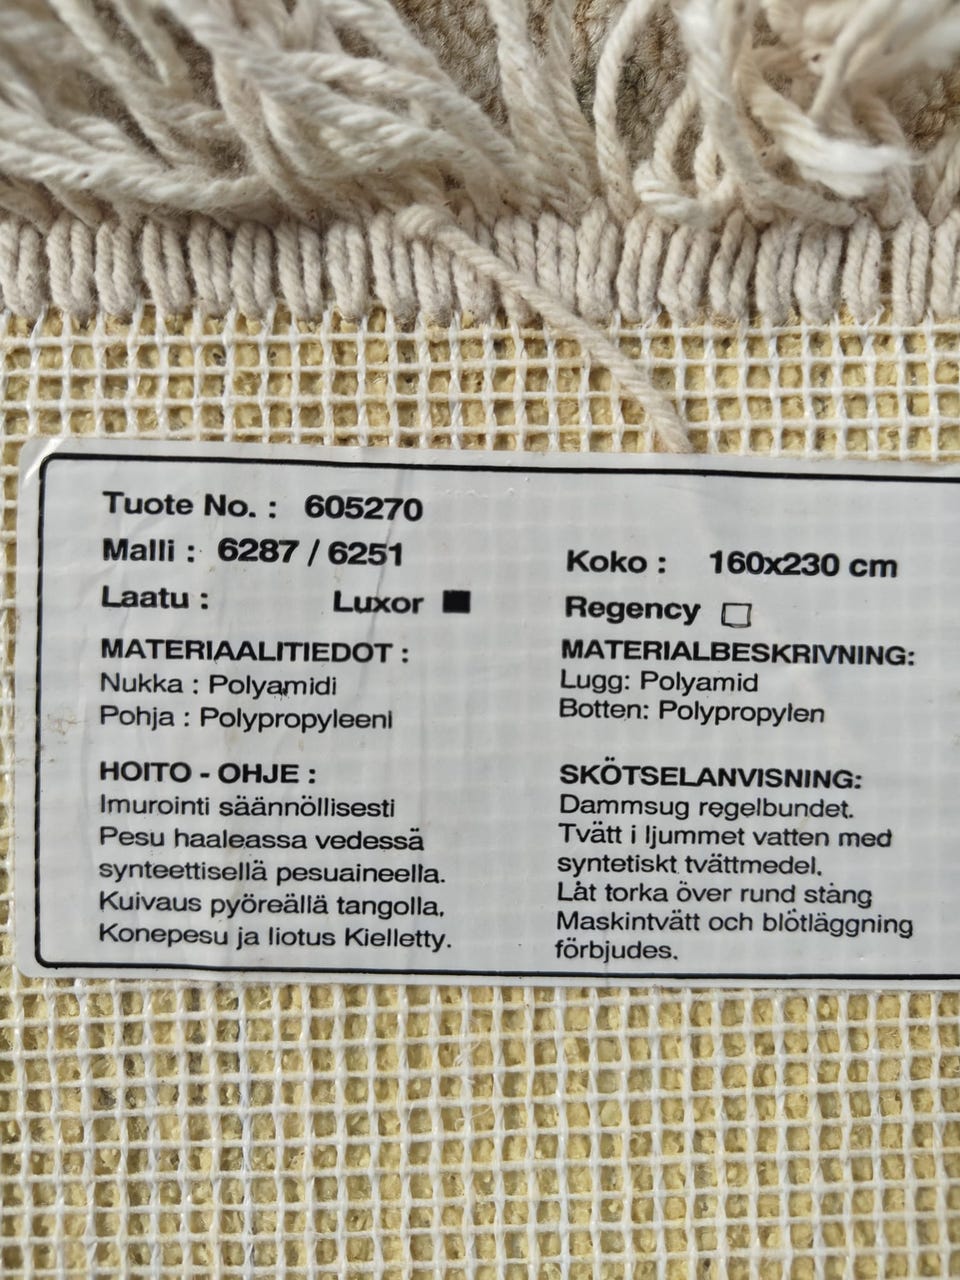 Tuote No. : 605270
Malli : 6287 / 6251
Koko : 160x230 cm
Laatu : Luxor ■ Regency □
MATERIAALITIEDOT :
Nukka : Polyamidi
Pohja : Polypropyleeni
HOITO - OHJE :
Imurointi säännöllisesti
Pesu haaleassa vedessä
synteettisellä pesuaineella.
Kuivaus pyöreällä tangolla,
Konepesu ja liotus Kielletty.
MATERIALBESKRIVNING:
Lugg: Polyamid
Botten: Polypropylen
SKÖTSELANVISNING:
Dammsug regelbundet.
Tvätt i ljummet vatten med
syntetiskt tvättmedel.
Låt torka över rund stång
Maskintvätt och blötläggning
förbjudes.